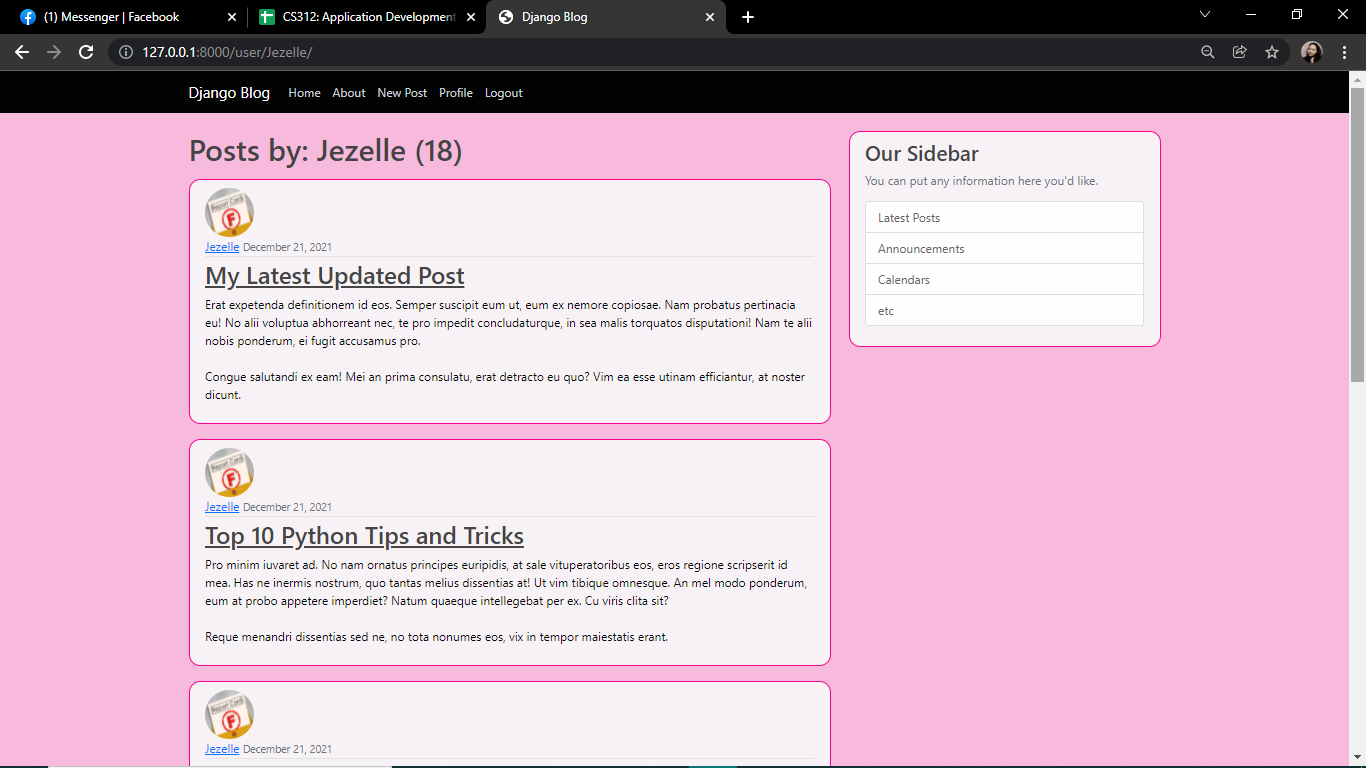 (1) Messenger | Facebook
CS312: Application Development
Django Blog
127.0.0.1:8000/user/Jezelle/
Django Blog Home About New Post Profile Logout
Posts by: Jezelle (18)
Report Card
F
Jezelle December 21, 2021
My Latest Updated Post
Erat expetenda definitionem id eos. Semper suscipit eum ut, eum ex nemore copiosae. Nam probatus pertinacia
eu! No alii voluptua abhorreant nec, te pro impedit concludaturque, in sea malis torquatos disputationi! Nam te alii
nobis ponderum, ei fugit accusamus pro.
Congue salutandi ex eam! Mei an prima consulatu, erat detracto eu quo? Vim ea esse utinam efficiantur, at noster
dicunt.
Report Card
F
Jezelle December 21, 2021
Top 10 Python Tips and Tricks
Pro minim iuvaret ad. No nam ornatus principes euripidis, at sale vituperatoribus eos, eros regione scripserit id
mea. Has ne inermis nostrum, quo tantas melius dissentias at! Ut vim tibique omnesque. An mel modo ponderum,
eum at probo appetere imperdiet? Natum quaeque intellegebat per ex. Cu viris clita sit?
Reque menandri dissentias sed ne, no tota nonumes eos, vix in tempor maiestatis erant.
Report Card
F
Jezelle December 21, 2021
Our Sidebar
You can put any information here you'd like.
Latest Posts
Announcements
Calendars
etc